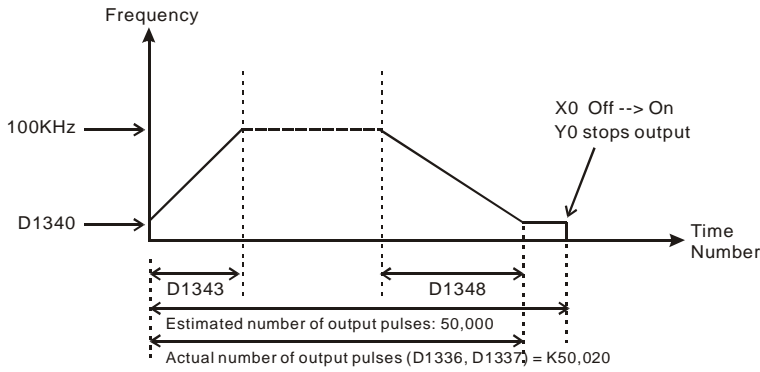 Frequency
100KHz
X0 Off --> On
Y0 stops output
D1340
Time
Number
D1343
D1348
Estimated number of output pulses: 50,000
Actual number of output pulses (D1336, D1337) = K50,020